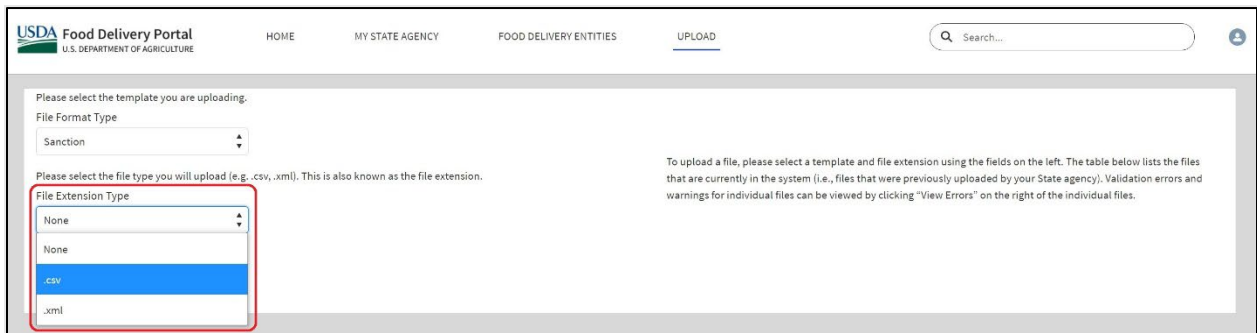 USDA Food Delivery Portal
U.S. DEPARTMENT OF AGRICULTURE
HOME
MY STATE AGENCY
FOOD DELIVERY ENTITIES
UPLOAD
Search...
Please select the template you are uploading.
File Format Type
Sanction
Please select the file type you will upload (e.g. .csv, .xml). This is also known as the file extension.
File Extension Type
None
None
.csv
.xml
To upload a file, please select a template and file extension using the fields on the left. The table below lists the files
that are currently in the system (i.e., files that were previously uploaded by your State agency). Validation errors and
warnings for individual files can be viewed by clicking “View Errors” on the right of the individual files.